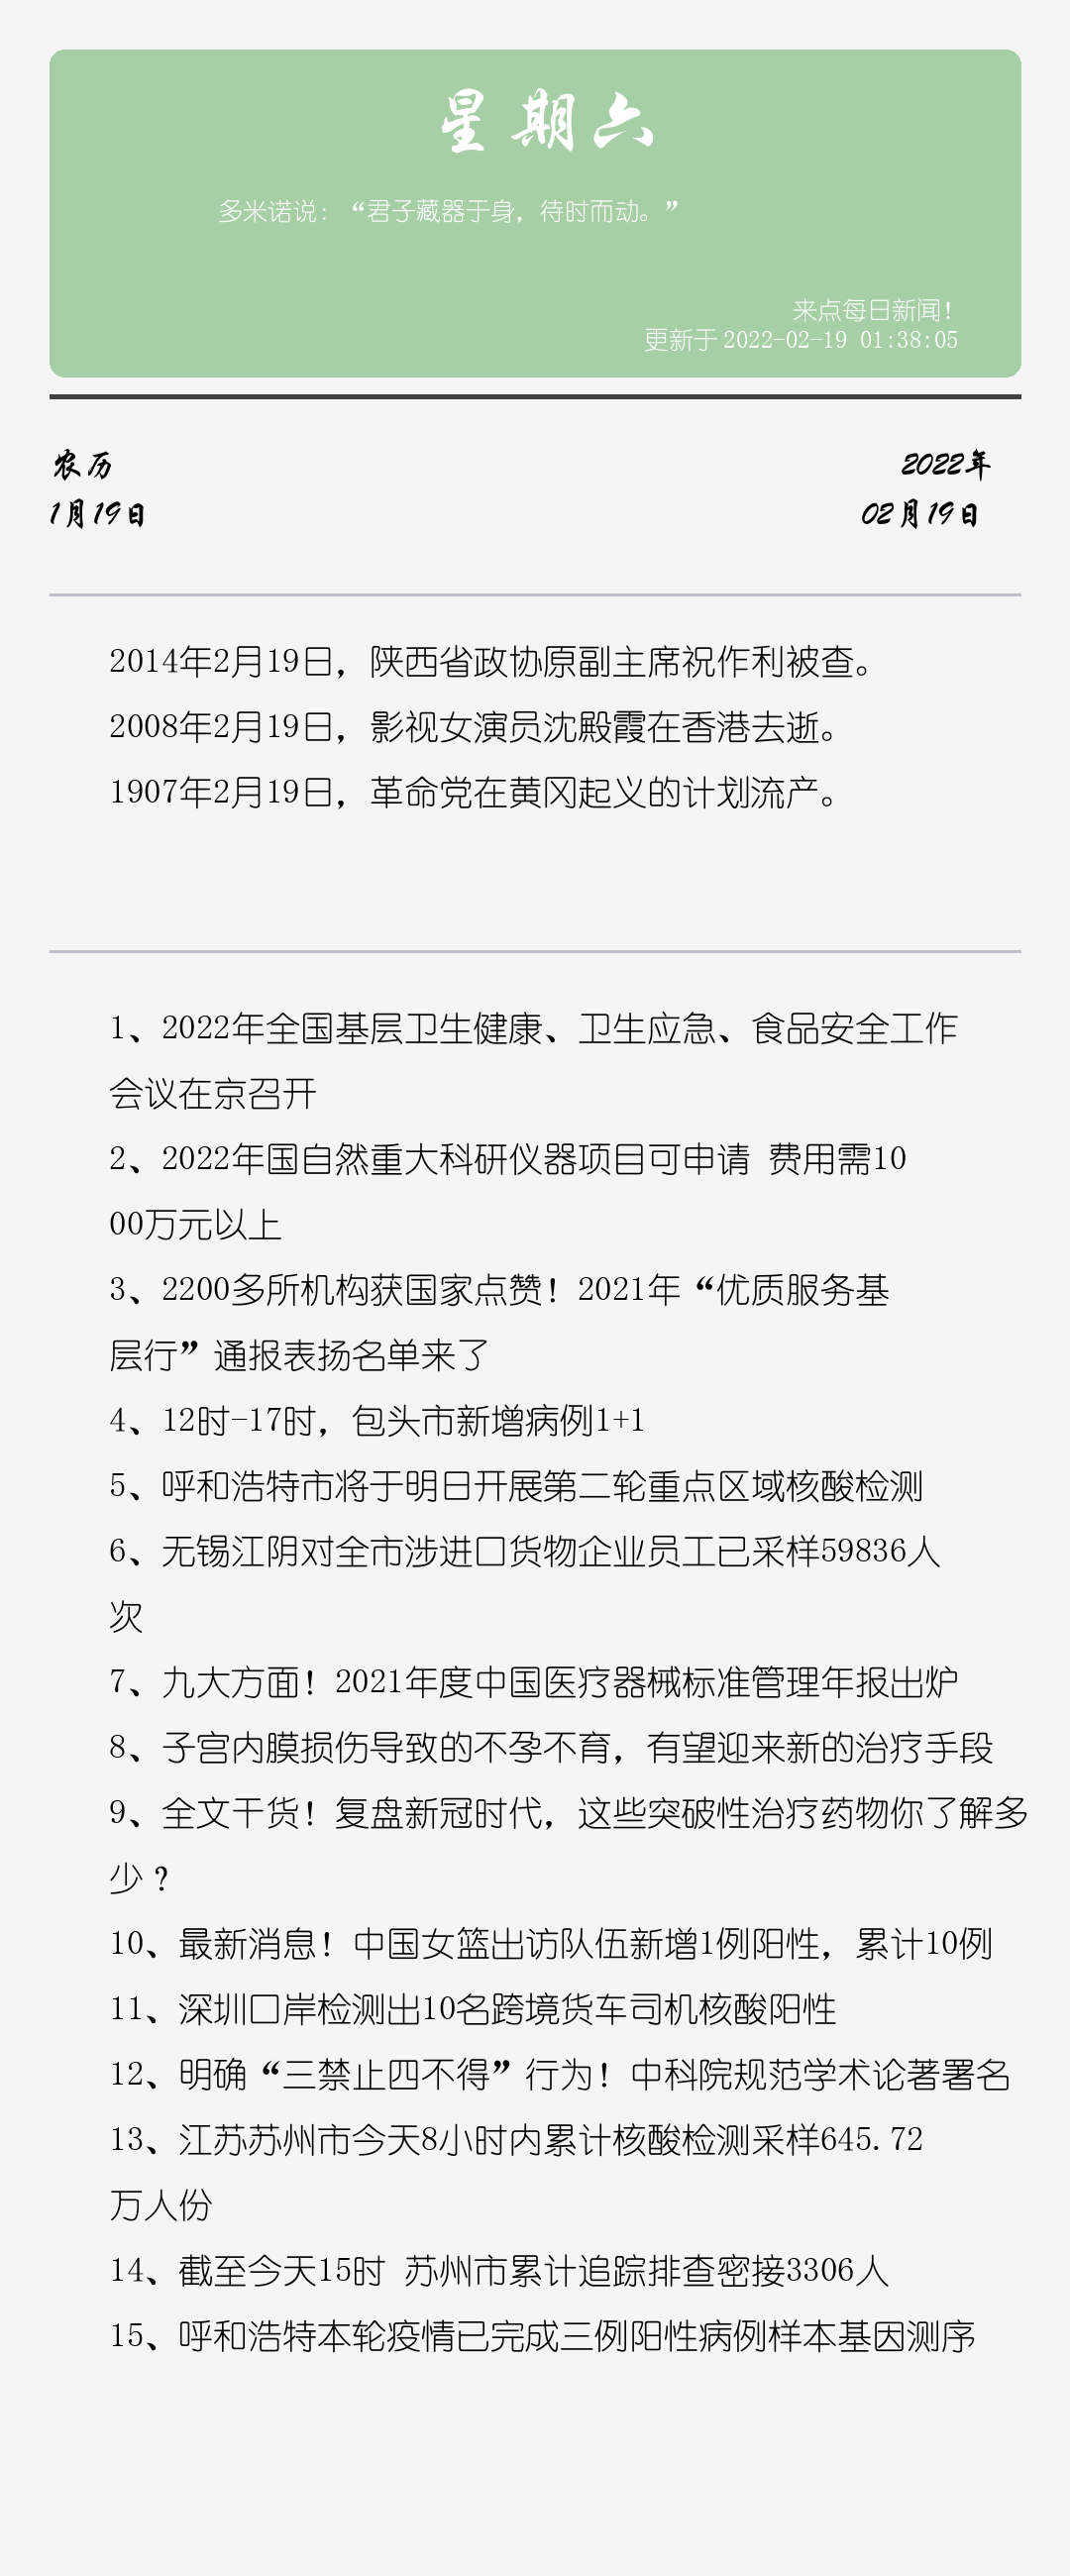 星期六
多米诺说：“君子藏器于身，待时而动。”
来点每日新闻！
更新于 2022-02-19 01:38:05
农历
2022年
1月19日
02月19日
2014年2月19日，陕西省政协原副主席祝作利被查。
2008年2月19日，影视女演员沈殿霞在香港去逝。
1907年2月19日，革命党在黄冈起义的计划流产。
1、2022年全国基层卫生健康、卫生应急、食品安全工作
会议在京召开
2、2022年国自然重大科研仪器项目可申请 费用需10
00万元以上
3、2200多所机构获国家点赞！2021年“优质服务基
层行”通报表扬名单来了
4、12时-17时，包头市新增病例1+1
5、呼和浩特市将于明日开展第二轮重点区域核酸检测
6、无锡江阴对全市涉进口货物企业员工已采样59836人
次
7、九大方面！2021年度中国医疗器械标准管理年报出炉
8、子宫内膜损伤导致的不孕不育，有望迎来新的治疗手段
9、全文干货！复盘新冠时代，这些突破性治疗药物你了解多
少？
10、最新消息！中国女篮出访队伍新增1例阳性，累计10例
11、深圳口岸检测出10名跨境货车司机核酸阳性
12、明确“三禁止四不得”行为！中科院规范学术论著署名
13、江苏苏州市今天8小时内累计核酸检测采样645.72
万人份
14、截至今天15时 苏州市累计追踪排查密接3306人
15、呼和浩特本轮疫情已完成三例阳性病例样本基因测序